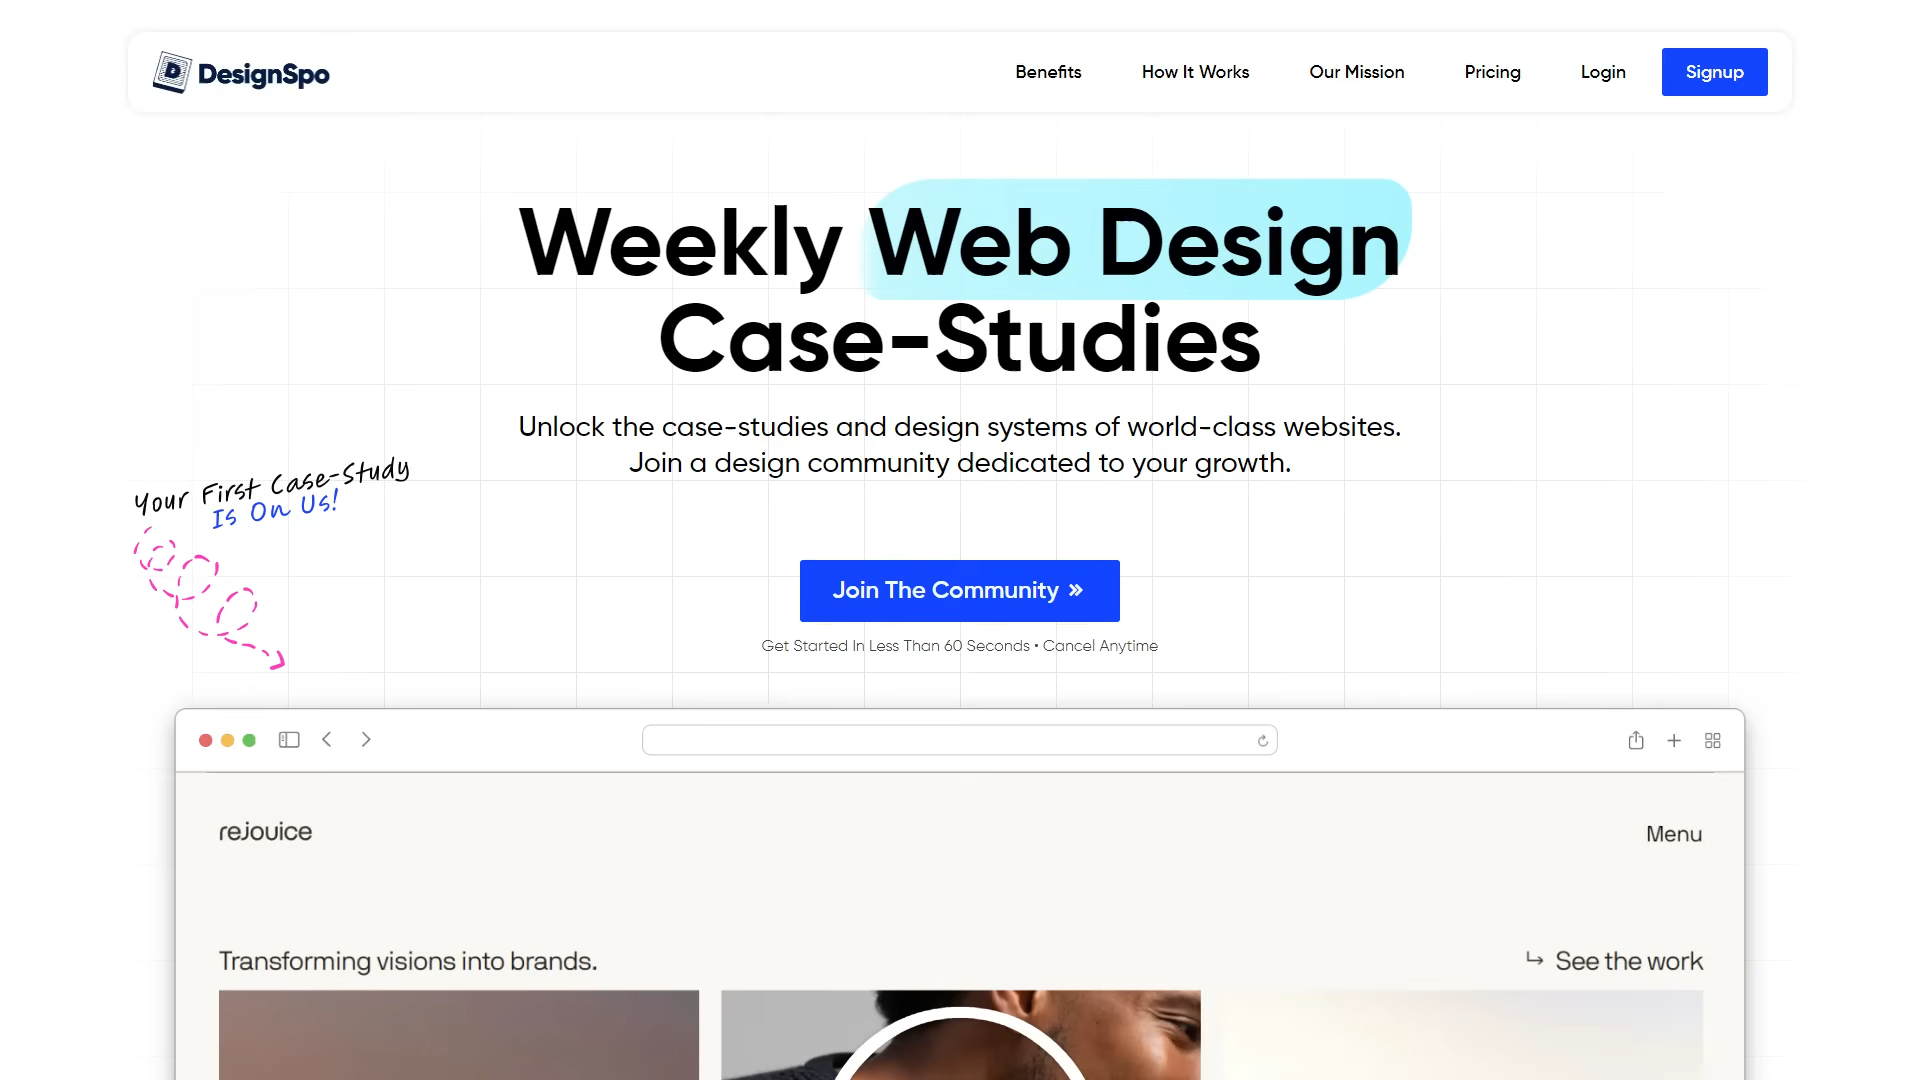 DesignSpo
Benefits
How It Works
Our Mission
Pricing
Login
Signup
Weekly Web Design
Case-Studies
Unlock the case-studies and design systems of world-class websites.
Join a design community dedicated to your growth.
Your First Case-Study
Is On Us!
Join The Community »
Get Started In Less Than 60 Seconds • Cancel Anytime
rejouice
Menu
Transforming visions into brands.
↳ See the work